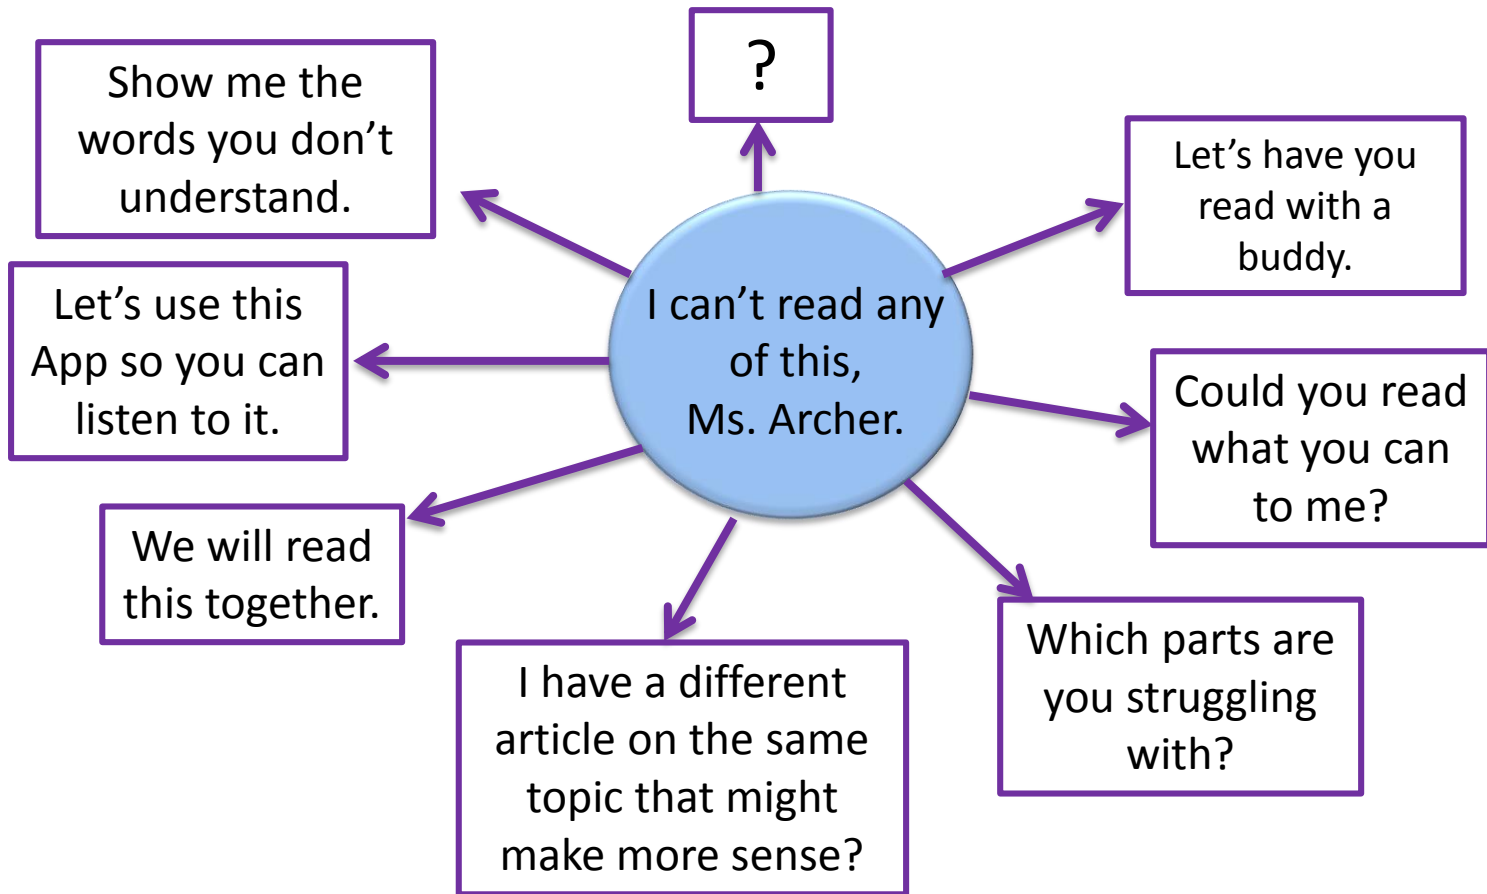 ?
Show me the
words you don’t
understand.
Let’s have you
read with a
buddy.
Let’s use this
App so you can
listen to it.
I can’t read any
of this,
Ms. Archer.
Could you read
what you can
to me?
We will read
this together.
Which parts are
you struggling
with?
I have a different
article on the same
topic that might
make more sense?